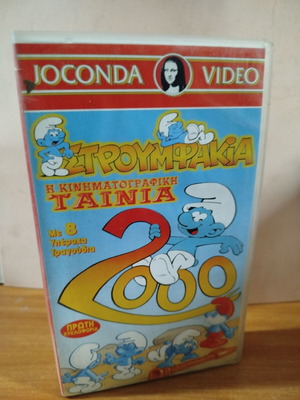 JOCONDA VIDEO
ΣΤΡΟΥΜΦΑΚΙΑ
Η ΚΙΝΗΜΑΤΟΓΡΑΦΙΚΗ
ΤΑΙΝΙΑ
2000
Με 8
Υπέροχα
Τραγούδια
ΠΡΩΤΗ
ΚΥΚΛΟΦΟΡΙΑ